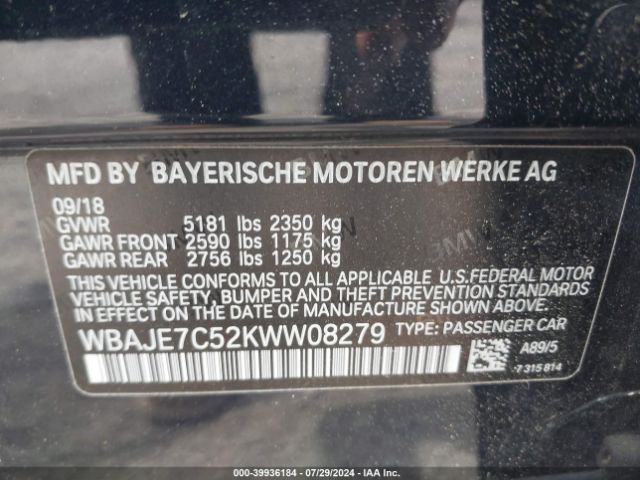 MFD BY BAYERISCHE MOTOREN WERKE AG
09/18
GVWR 5181 lbs 2350 kg
GAWR FRONT 2590 lbs 1175 kg
GAWR REAR 2756 lbs 1250 kg
THIS VEHICLE CONFORMS TO ALL APPLICABLE U.S.FEDERAL MOTOR
VEHICLE SAFETY, BUMPER AND THEFT PREVENTION STANDARDS
IN EFFECT ON THE DATE OF MANUFACTURE SHOWN ABOVE.
WBAJE7C52KWW08279 TYPE: PASSENGER CAR
A89/5
7 315 814
000-39936184 | 07/29/2024 | IAA Inc.